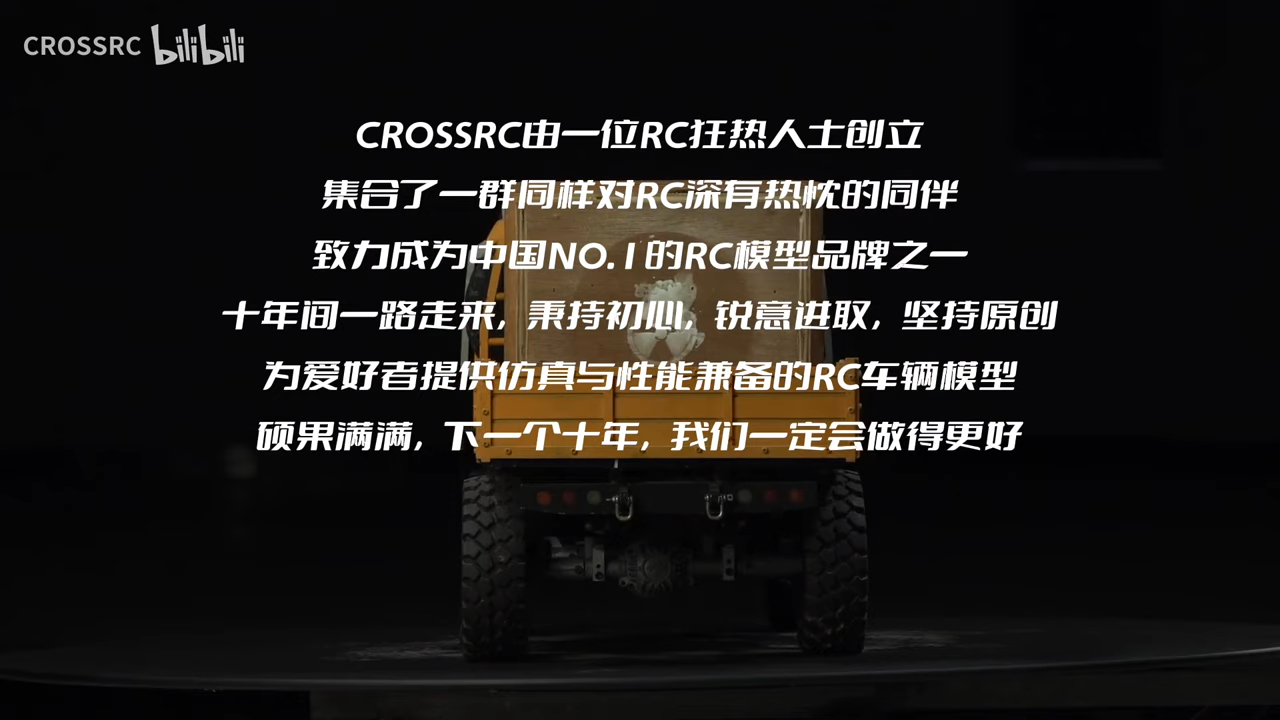 CROSSRC bilibili
CROSSRC由一位RC狂热人士创立
集合了一群同样对RC深有热忱的同伴
致力成为中国NO.1的RC模型品牌之一
十年间一路走来, 秉持初心, 锐意进取, 坚持原创
为爱好者提供仿真与性能兼备的RC车辆模型
硕果满满, 下一个十年, 我们一定会做得更好